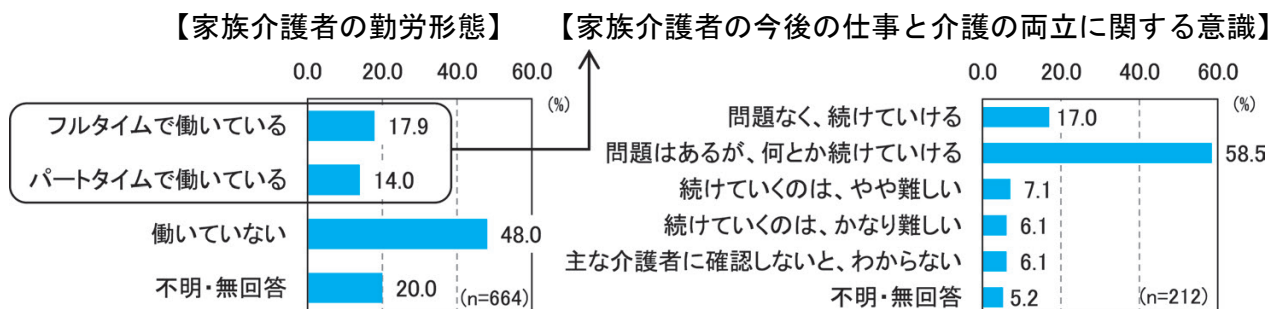 【家族介護者の勤労形態】
0.0 20.0 40.0 60.0
(%)
フルタイムで働いている 17.9
パートタイムで働いている 14.0
働いていない 48.0
不明・無回答 20.0
(n=664)
【家族介護者の今後の仕事と介護の両立に関する意識】
0.0 20.0 40.0 60.0
(%)
問題なく、続けていける 17.0
問題はあるが、何とか続けていける 58.5
続けていくのは、やや難しい 7.1
続けていくのは、かなり難しい 6.1
主な介護者に確認しないと、わからない 6.1
不明・無回答 5.2
(n=212)